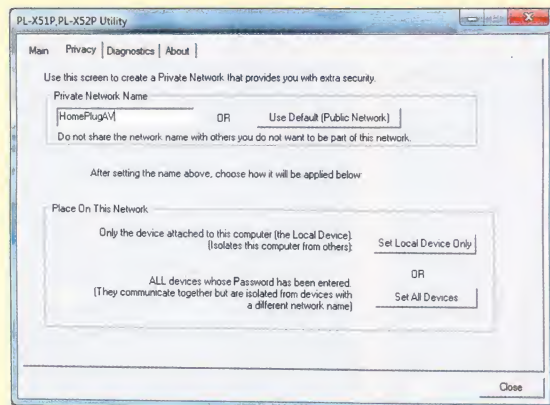 PL-X51P,PL-X52P Utility
Main Privacy Diagnostics About
Use this screen to create a Private Network that provides you with extra security.
Private Network Name
HomePlugAV
OR
Use Default (Public Network)
Do not share the network name with others you do not want to be part of this network.
After setting the name above, choose how it will be applied below
Place On This Network
Only the device attached to this computer (the Local Device).
(Isolates this computer from others)
Set Local Device Only
OR
ALL devices whose Password has been entered.
(They communicate together but are isolated from devices with
a different network name)
Set All Devices
Close